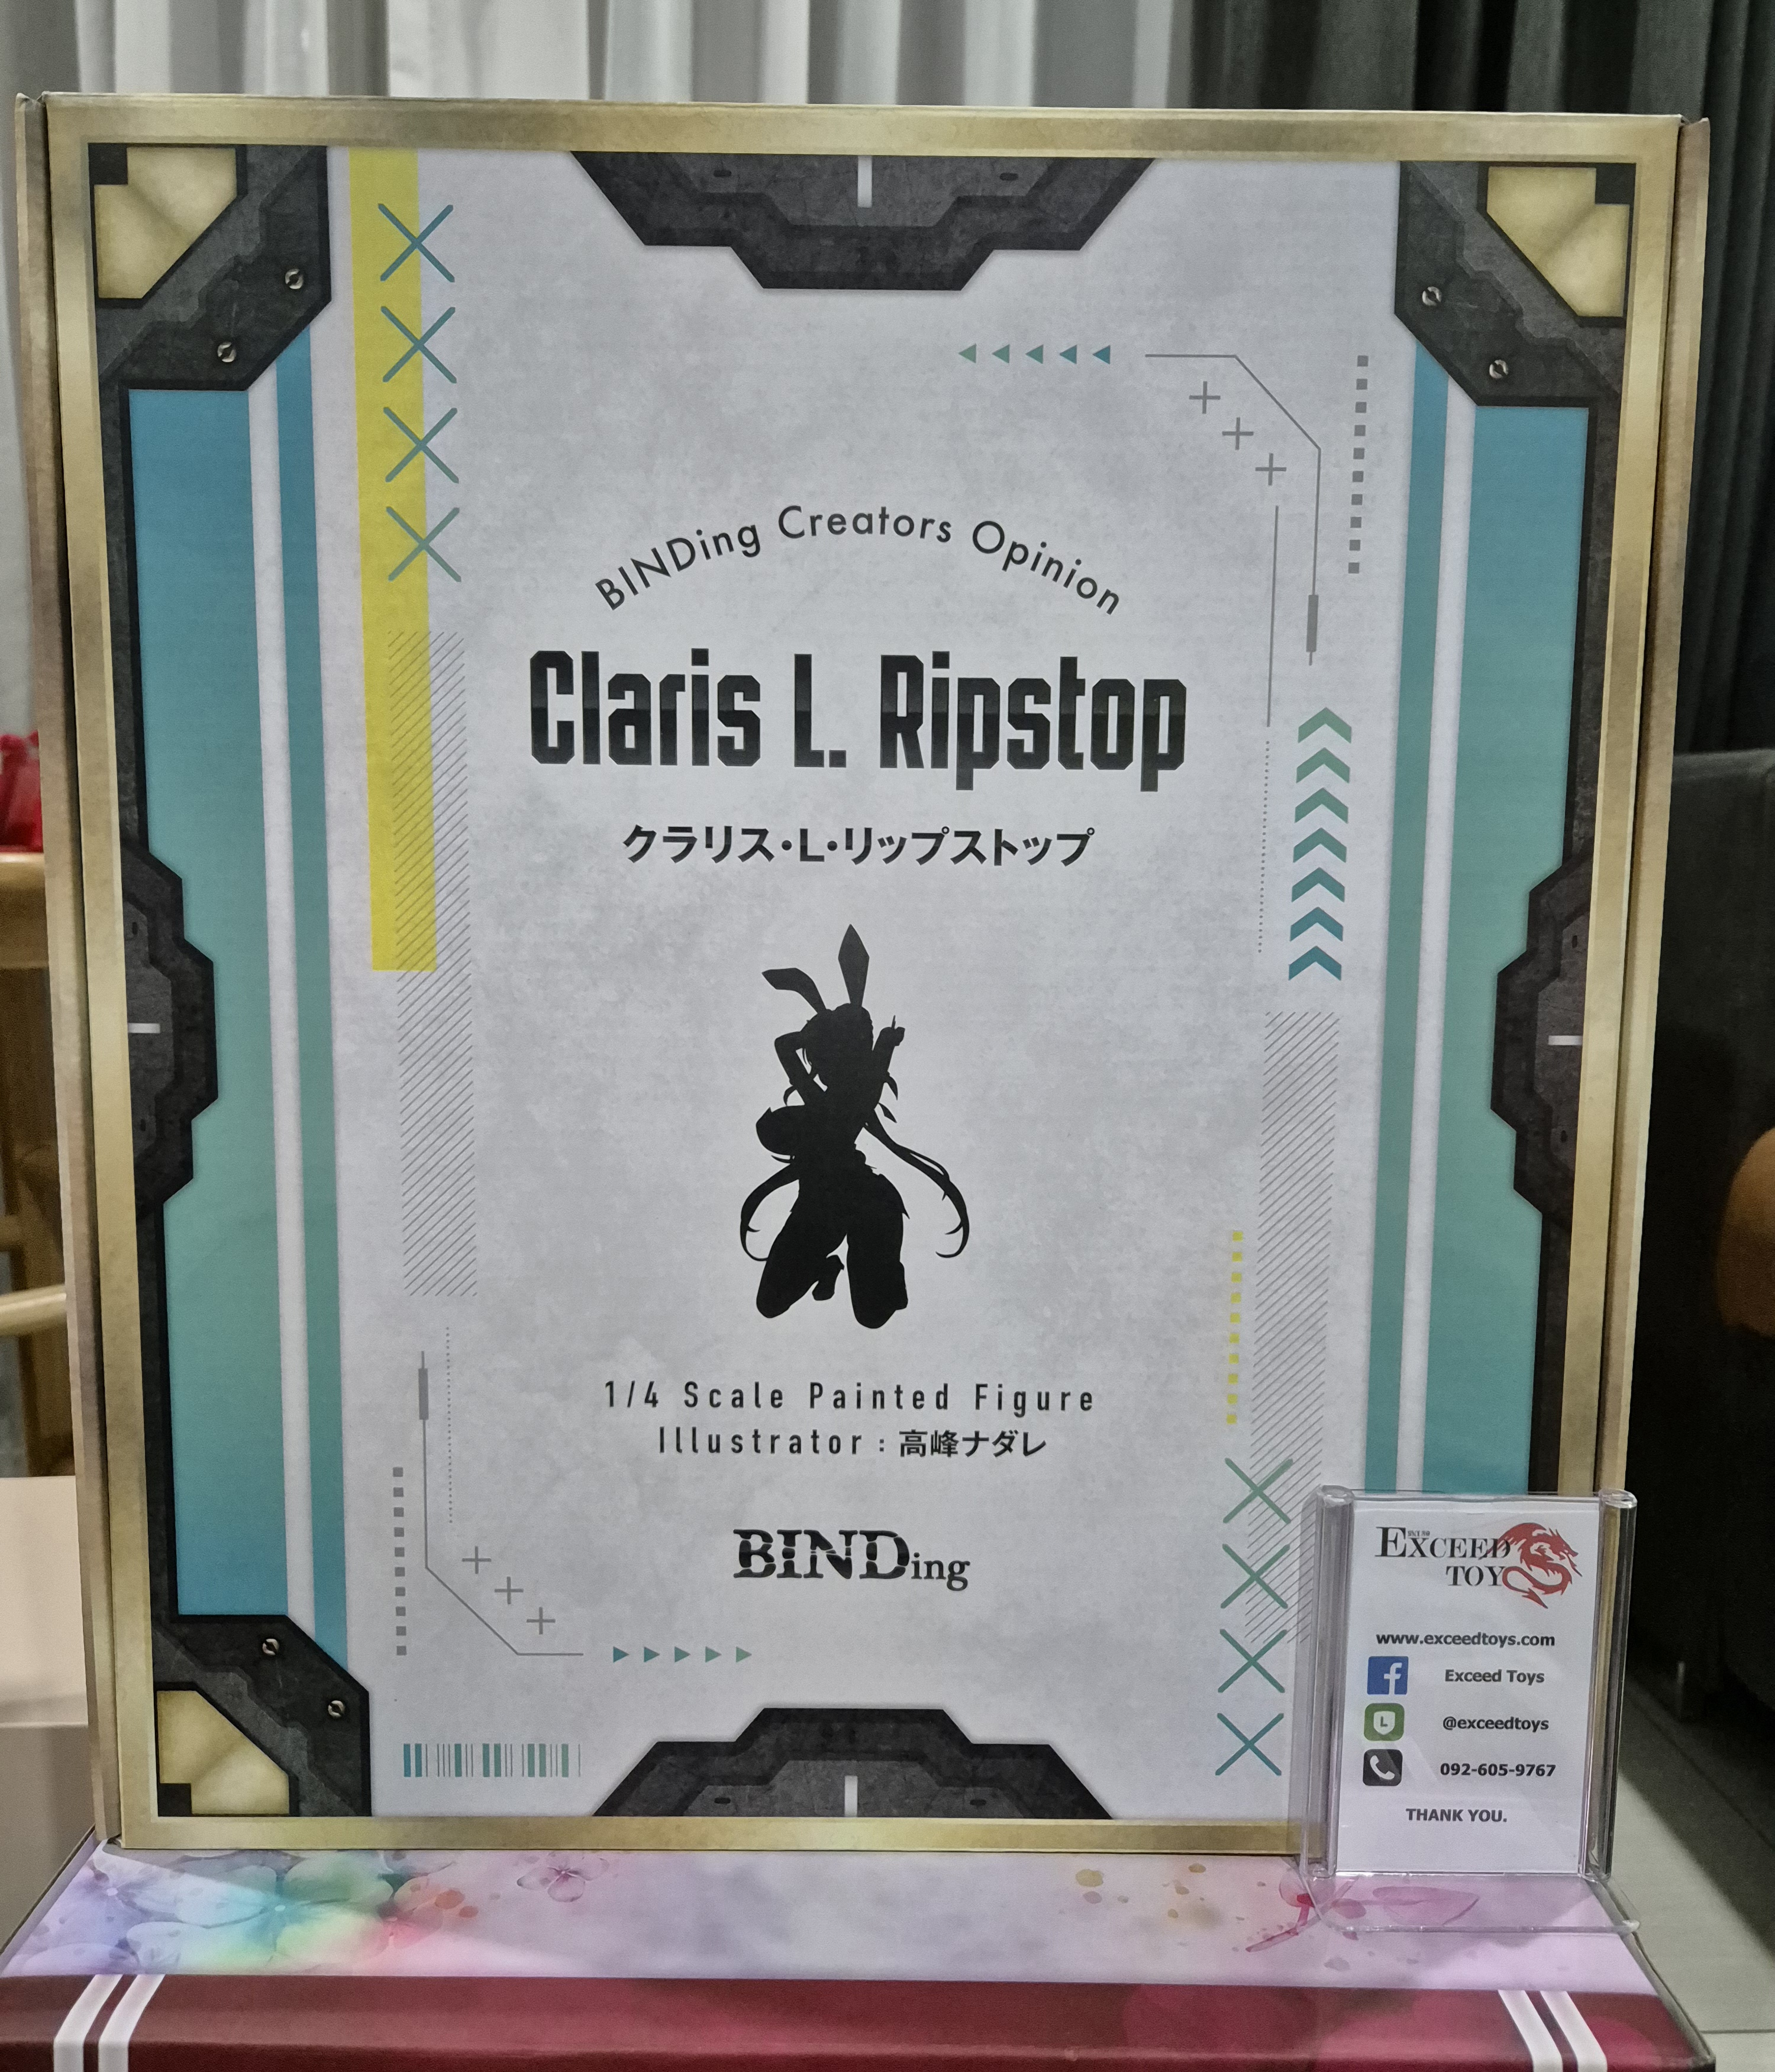 BINDing Creators Opinion
Claris L. Ripstop
クラリス・L・リップストップ
1/4 Scale Painted Figure
Illustrator : 高峰ナダレ
BINDing
EXCEED
TOY
www.exceedtoys.com
Exceed Toys
L
@exceedtoys
092-605-9767
THANK YOU.